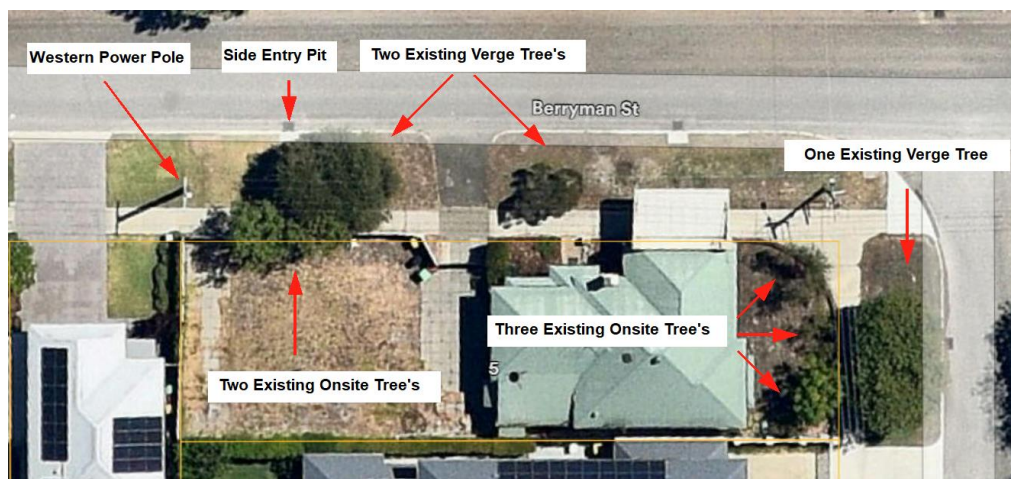 Western Power Pole
Side Entry Pit
Two Existing Verge Tree's
Berryman St
One Existing Verge Tree
Three Existing Onsite Tree's
5
Two Existing Onsite Tree's